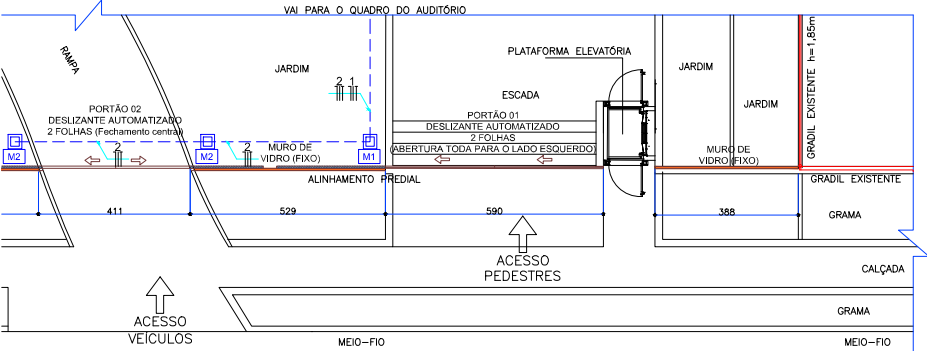 VAI PARA O QUADRO DO AUDITÓRIO
RAMPA
JARDIM
PLATAFORMA ELEVATÓRIA
JARDIM
JARDIM
GRADIL EXISTENTE h=1,85m
2 1
ESCADA
PORTÃO 02
DESLIZANTE AUTOMATIZADO
2 FOLHAS (Fechamento central)
PORTÃO 01
DESLIZANTE AUTOMATIZADO
2 FOLHAS
(ABERTURA TODA PARA O LADO ESQUERDO)
M2
2
M2
2
MURO DE
VIDRO (FIXO)
M1
MURO DE
VIDRO (FIXO)
ALINHAMENTO PREDIAL
GRADIL EXISTENTE
411
529
590
388
GRAMA
ACESSO
PEDESTRES
CALÇADA
ACESSO
VEÍCULOS
GRAMA
MEIO-FIO
MEIO-FIO